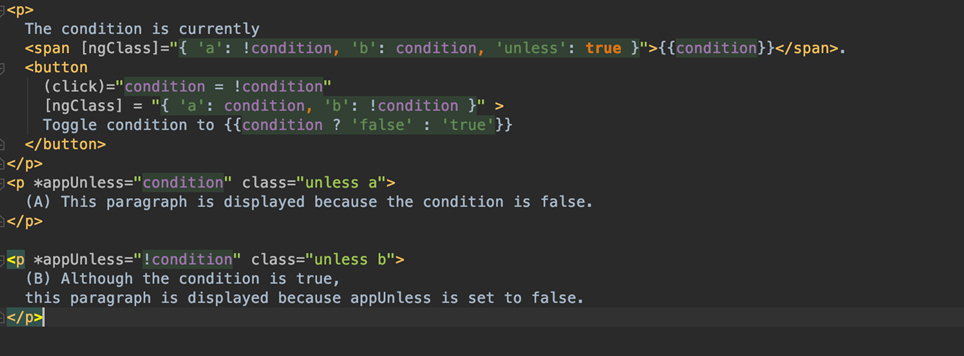 <p>
The condition is currently
<span [ngClass]="{ 'a': !condition, 'b': condition, 'unless': true }">{{condition}}</span>.
<button
(click)="condition = !condition"
[ngClass] = "{ 'a': condition, 'b': !condition }" >
Toggle condition to {{condition ? 'false' : 'true'}}
</button>
</p>
<p *appUnless="condition" class="unless a">
(A) This paragraph is displayed because the condition is false.
</p>
<p *appUnless="!condition" class="unless b">
(B) Although the condition is true,
this paragraph is displayed because appUnless is set to false.
</p>